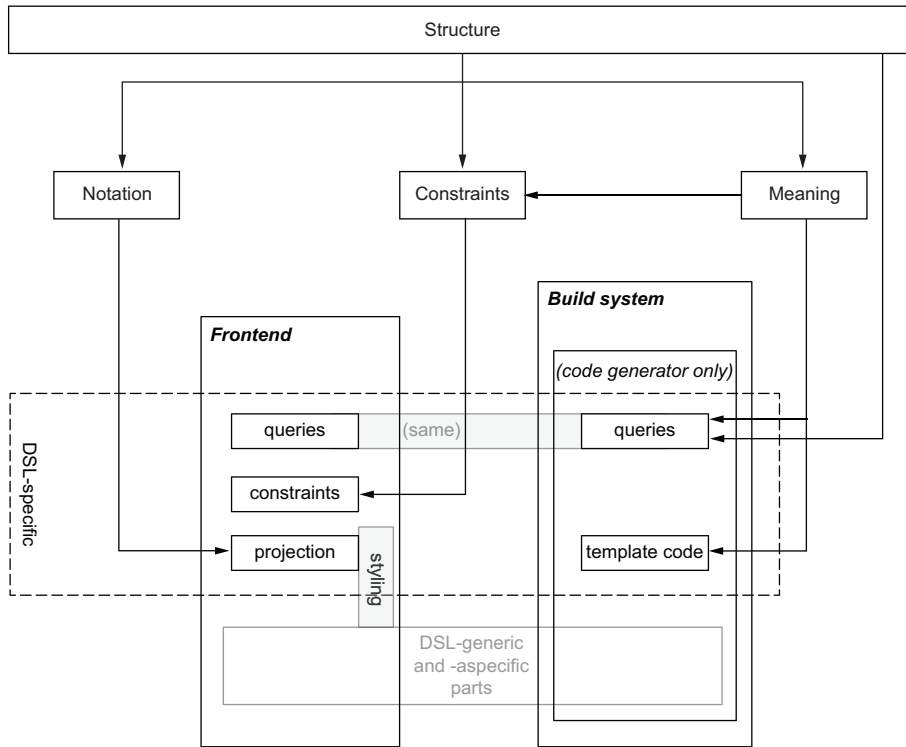 Structure
Notation
Constraints
Meaning
Build system
Frontend
(code generator only)
queries
(same)
queries
DSL-specific
constraints
projection
styling
template code
DSL-generic
and -aspecific
parts